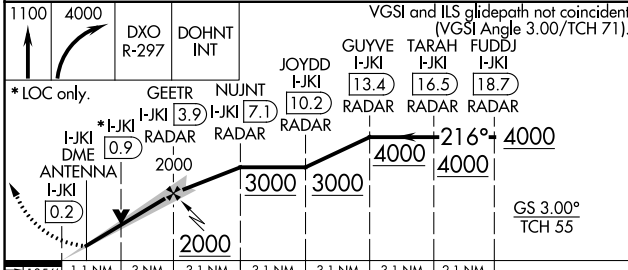 1100
4000
DXO
R-297
DOHNT
INT
VGSI and ILS glidepath not coincident
(VGSI Angle 3.00/TCH 71).
* LOC only.
I-JKI
DME
ANTENNA
I-JKI
0.2
*I-JKI
0.9
GEETR
I-JKI 3.9
RADAR
2000
NUJNT
I-JKI 7.1
RADAR
JOYDD
I-JKI
10.2
RADAR
GUYVE
I-JKI
13.4
RADAR
TARAH
I-JKI
16.5
RADAR
FUDDJ
I-JKI
18.7
RADAR
216°
4000
4000
4000
3000
3000
2000
GS 3.00°
TCH 55
1.1 NM
3 NM
3.1 NM
3.1 NM
3.1 NM
3.1 NM
2.1 NM